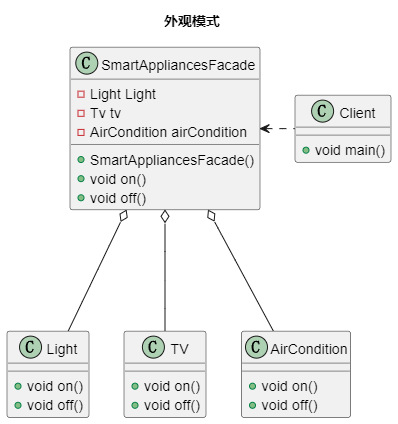 外观模式
C SmartAppliancesFacade
Light Light
Tv tv
AirCondition airCondition
SmartAppliancesFacade()
void on()
void off()
C Client
void main()
C Light
void on()
void off()
C TV
void on()
void off()
C AirCondition
void on()
void off()